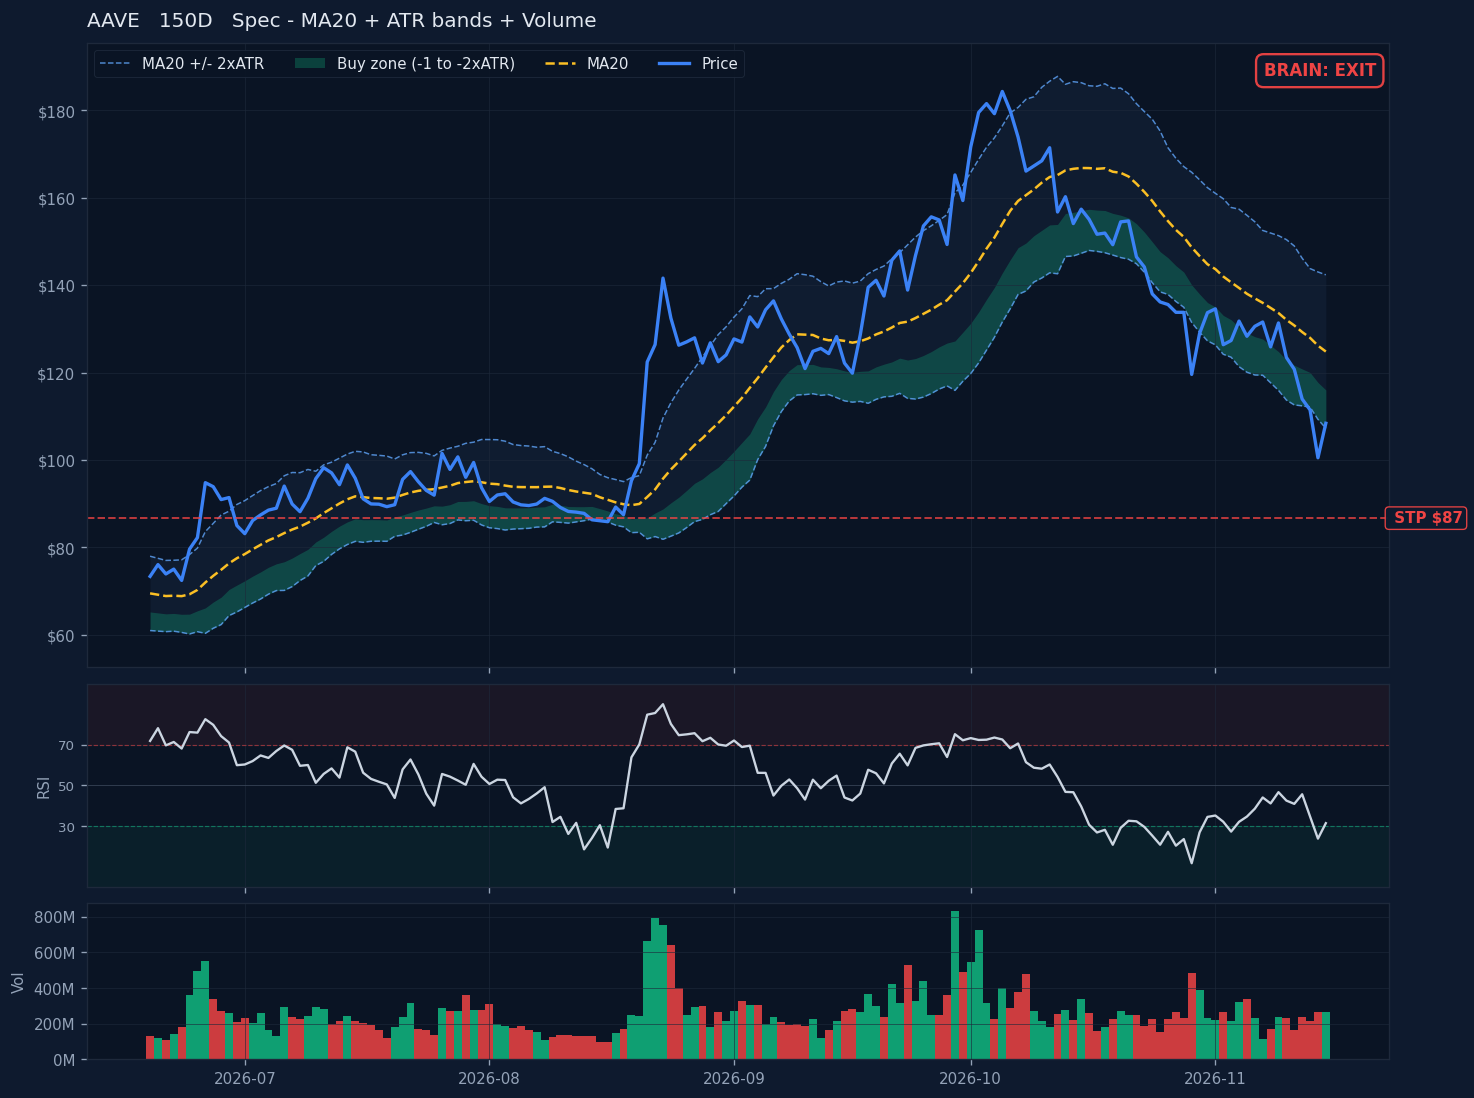 AAVE   150D   Spec - MA20 + ATR bands + Volume
MA20 +/- 2xATR   Buy zone (-1 to -2xATR)   MA20   Price
BRAIN: EXIT
$180
$160
$140
$120
$100
$80
$60
STP $87
RSI
70
50
30
Vol
800M
600M
400M
200M
0M
2026-07   2026-08   2026-09   2026-10   2026-11